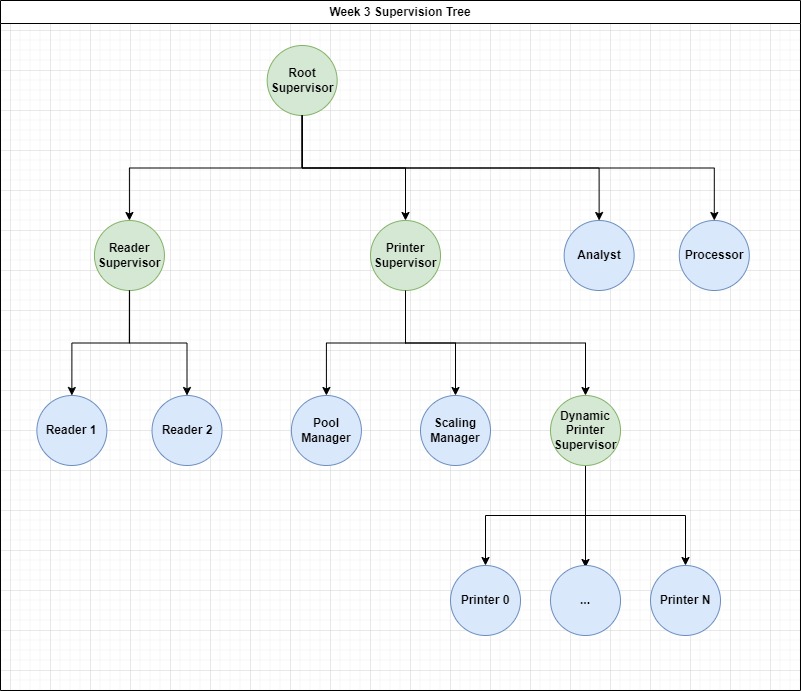 Week 3 Supervision Tree
Root
Supervisor
Reader
Supervisor
Printer
Supervisor
Analyst
Processor
Reader 1
Reader 2
Pool
Manager
Scaling
Manager
Dynamic
Printer
Supervisor
Printer 0
...
Printer N